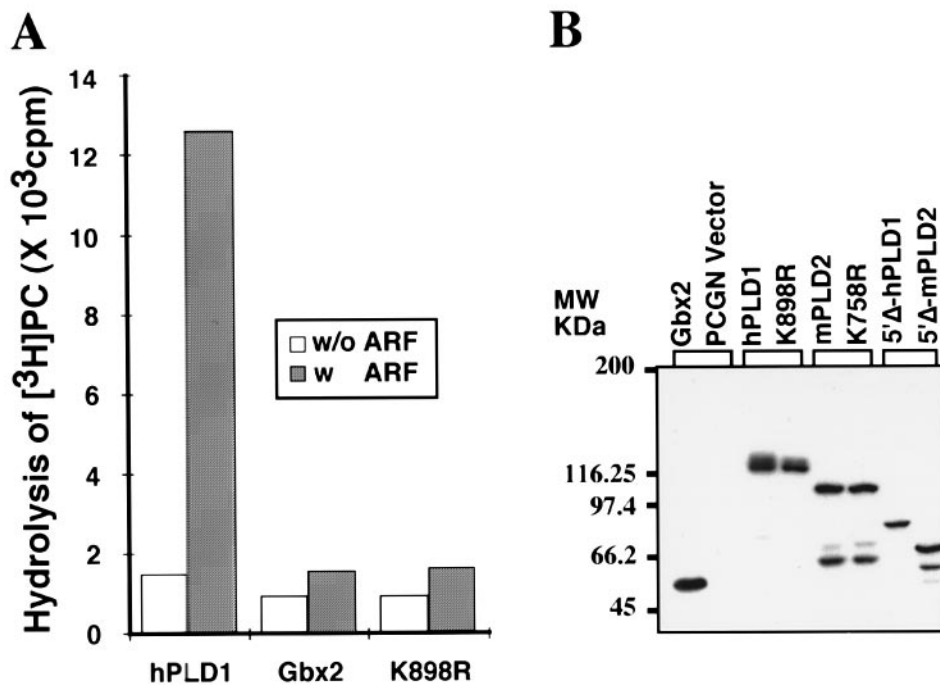 A
Hydrolysis of [³H]PC (X 10³cpm)
14
12
10
8
6
4
2
0
w/o ARF
w ARF
hPLD1 Gbx2 K898R
B
MW
KDa
Gbx2
PCGN Vector
hPLD1
K898R
mPLD2
K758R
5'Δ-hPLD1
5'Δ-mPLD2
200
116.25
97.4
66.2
45